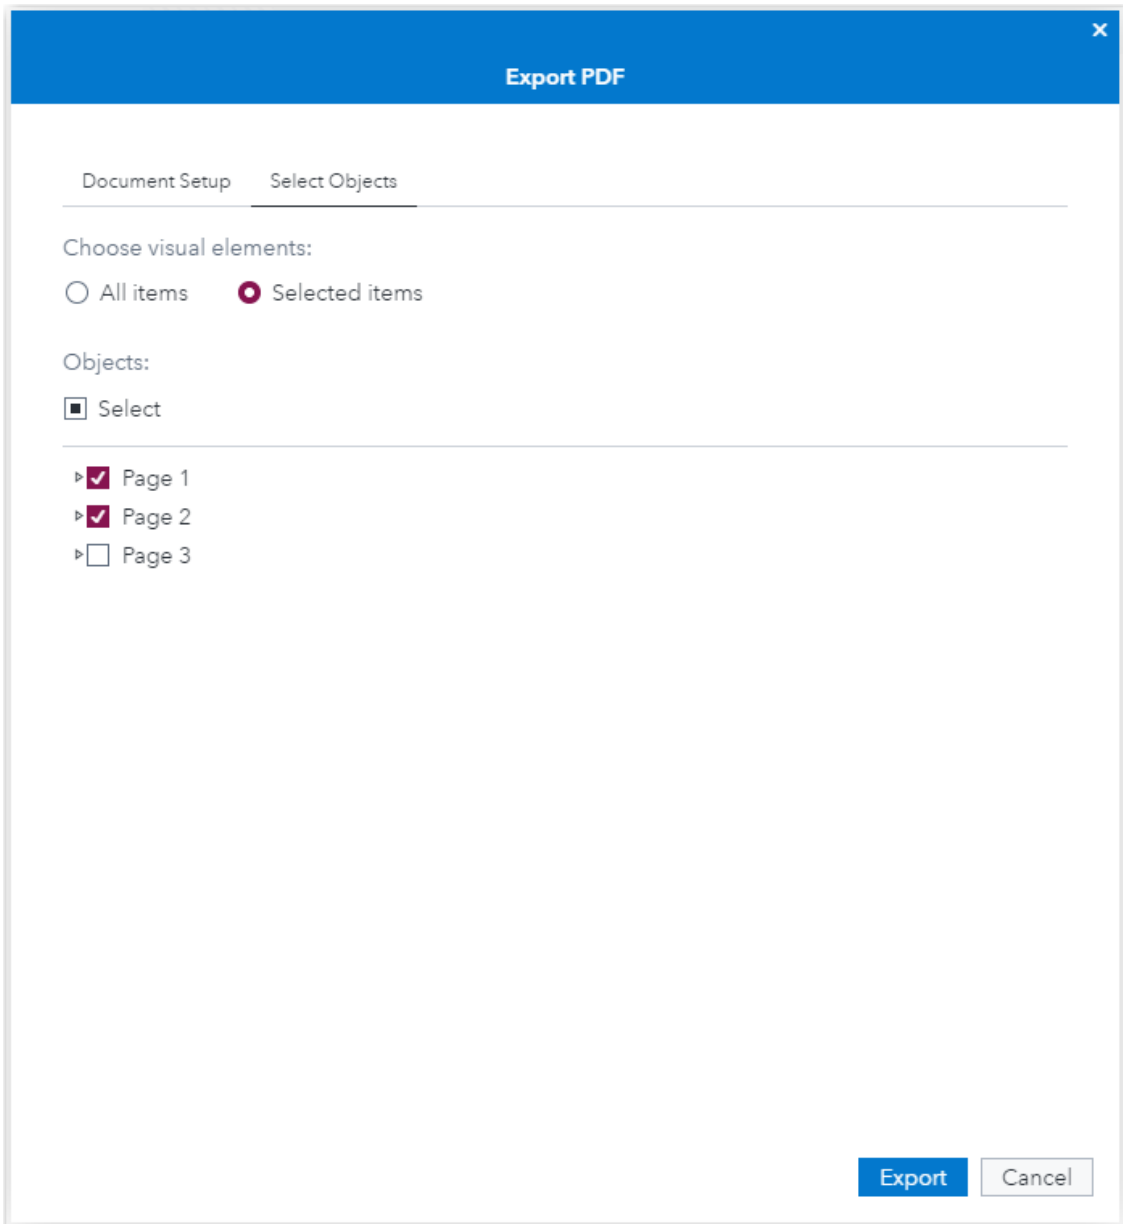 Export PDF
Document Setup Select Objects
Choose visual elements:
All items Selected items
Objects:
Select
Page 1
Page 2
Page 3
Export Cancel